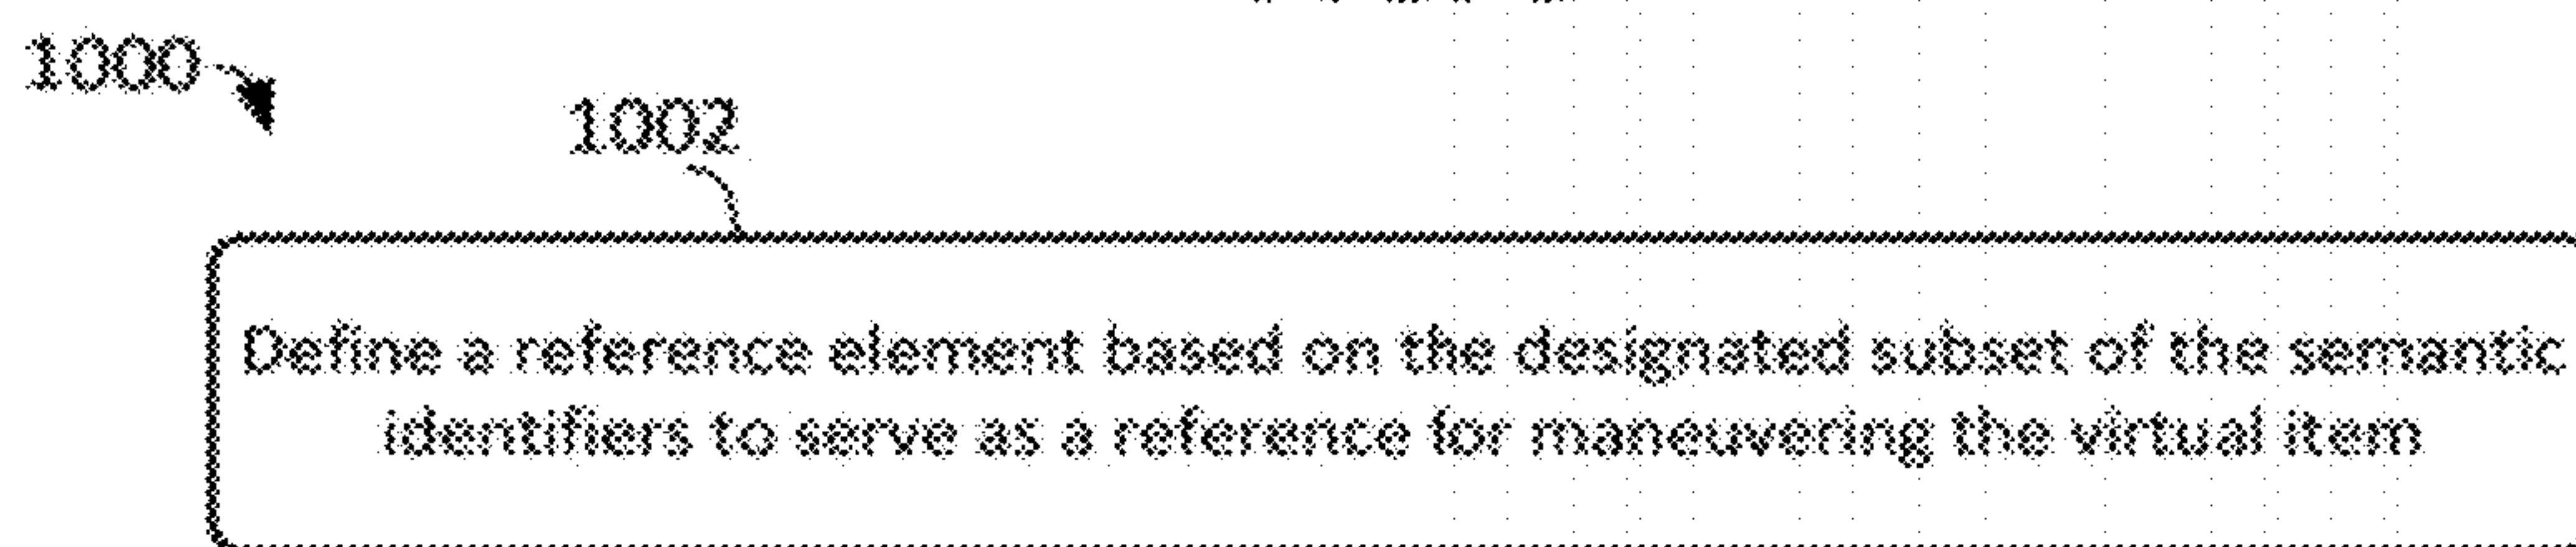 1000
1002
Define a reference element based on the designated subset of the semantic
identifiers to serve as a reference for maneuvering the virtual item